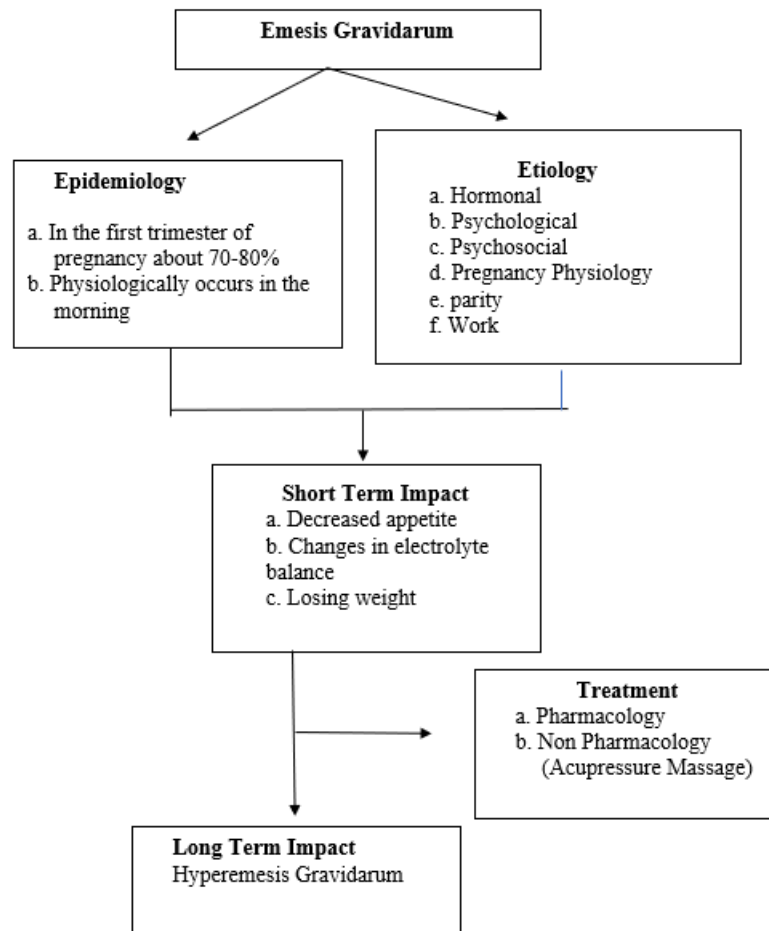 Emesis Gravidarum
Epidemiology
a. In the first trimester of
pregnancy about 70-80%
b. Physiologically occurs in the
morning
Etiology
a. Hormonal
b. Psychological
c. Psychosocial
d. Pregnancy Physiology
e. parity
f. Work
Short Term Impact
a. Decreased appetite
b. Changes in electrolyte
balance
c. Losing weight
Treatment
a. Pharmacology
b. Non Pharmacology
(Acupressure Massage)
Long Term Impact
Hyperemesis Gravidarum